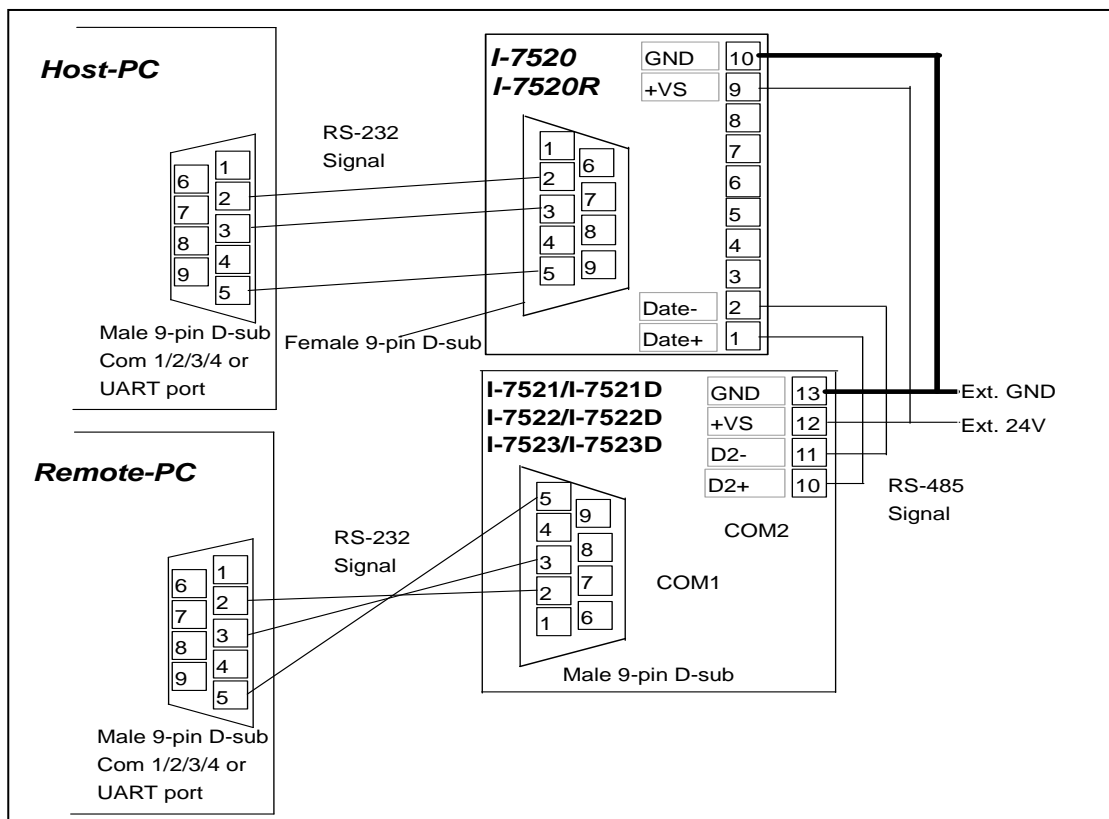 Host-PC
6
7
8
9
1
2
3
4
5
Male 9-pin D-sub
Com 1/2/3/4 or
UART port
RS-232
Signal
I-7520
I-7520R
1
2
3
4
5
6
7
8
9
Female 9-pin D-sub
GND 10
+VS 9
8
7
6
5
4
3
Date- 2
Date+ 1
I-7521/I-7521D
I-7522/I-7522D
I-7523/I-7523D
GND 13
+VS 12
D2- 11
D2+ 10
Ext. GND
Ext. 24V
RS-485
Signal
COM2
COM1
5
4
3
2
1
9
8
7
6
Male 9-pin D-sub
Remote-PC
RS-232
Signal
6
7
8
9
1
2
3
4
5
Male 9-pin D-sub
Com 1/2/3/4 or
UART port